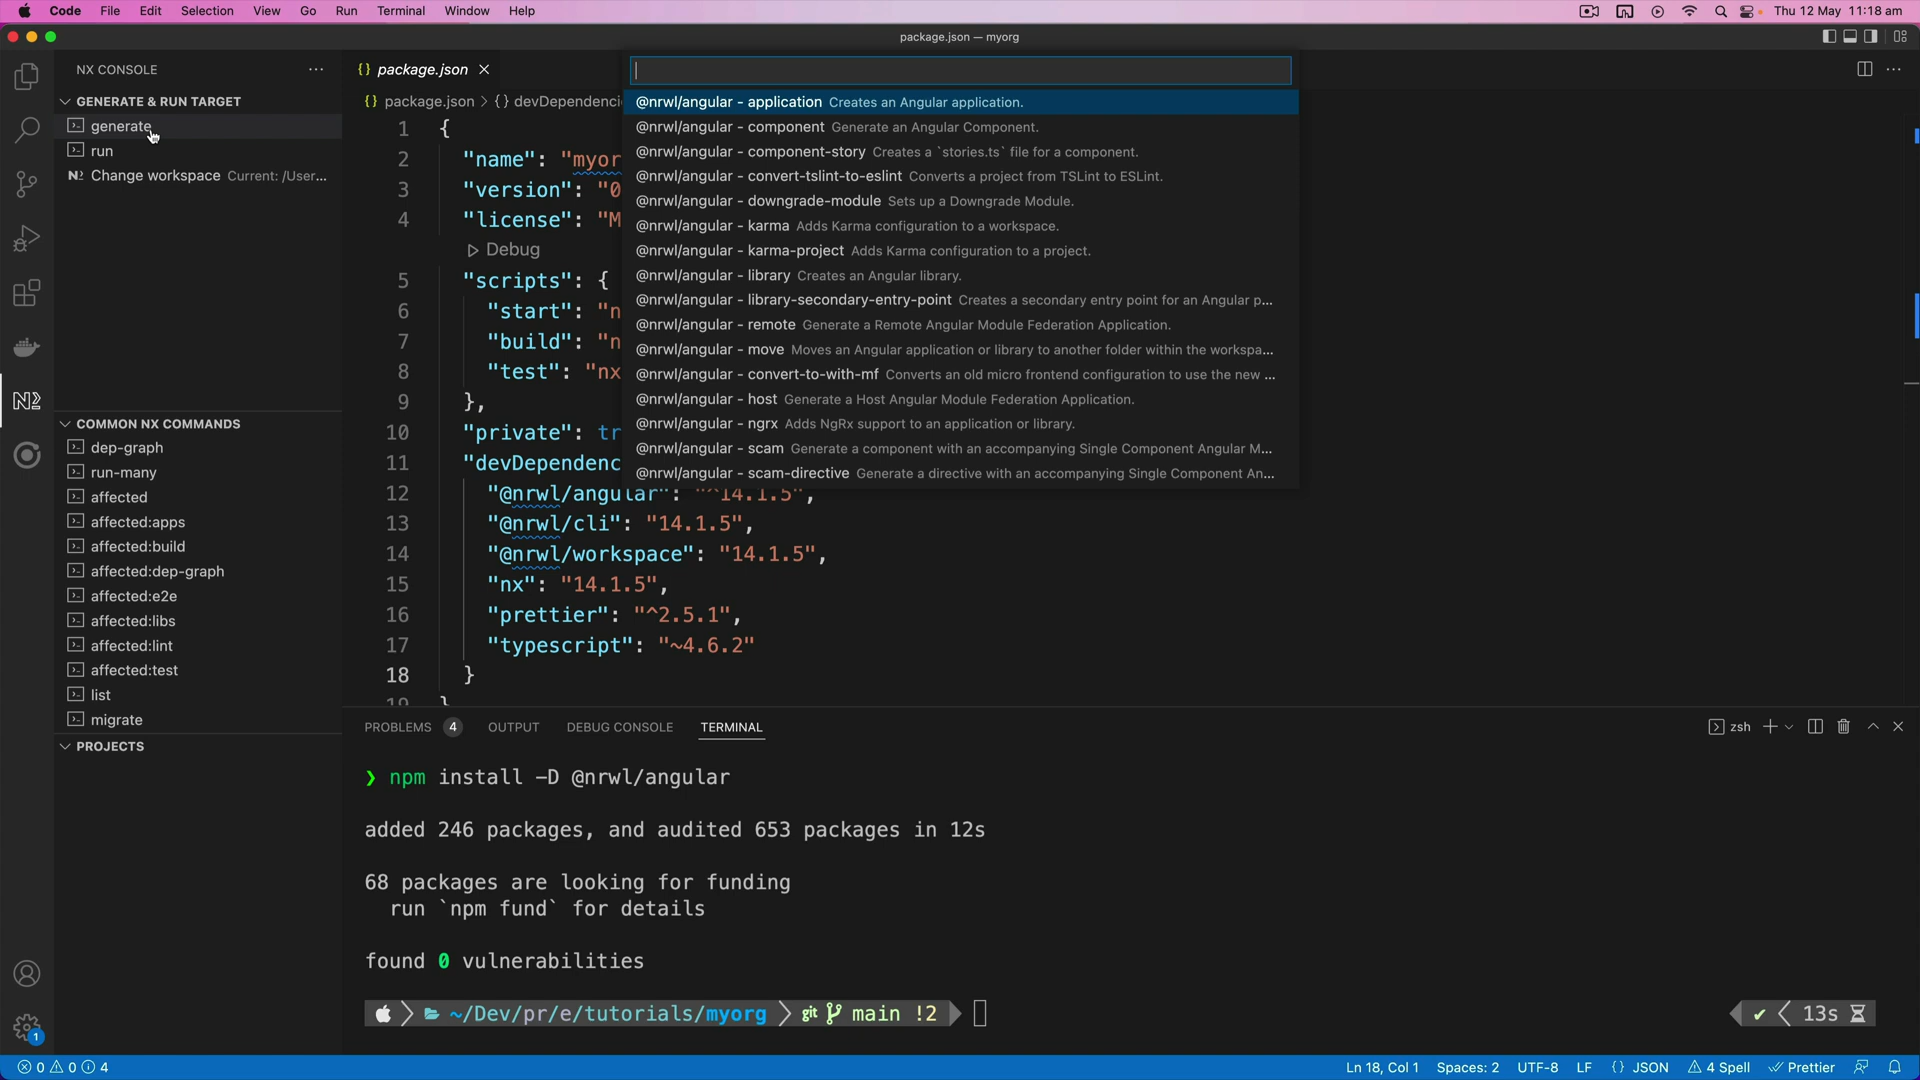 Code File Edit Selection View Go Run Terminal Window Help Thu 12 May 11:18 am
package.json — myorg
NX CONSOLE
GENERATE & RUN TARGET
generate
run
Change workspace Current: /User...
COMMON NX COMMANDS
dep-graph
run-many
affected
affected:apps
affected:build
affected:dep-graph
affected:e2e
affected:libs
affected:lint
affected:test
list
migrate
PROJECTS
1
{} package.json
{} package.json > {} devDependenci
@nrwl/angular - application Creates an Angular application.
@nrwl/angular - component Generate an Angular Component.
@nrwl/angular - component-story Creates a `stories.ts` file for a component.
@nrwl/angular - convert-tslint-to-eslint Converts a project from TSLint to ESLint.
@nrwl/angular - downgrade-module Sets up a Downgrade Module.
@nrwl/angular - karma Adds Karma configuration to a workspace.
@nrwl/angular - karma-project Adds Karma configuration to a project.
@nrwl/angular - library Creates an Angular library.
@nrwl/angular - library-secondary-entry-point Creates a secondary entry point for an Angular p...
@nrwl/angular - remote Generate a Remote Angular Module Federation Application.
@nrwl/angular - move Moves an Angular application or library to another folder within the workspa...
@nrwl/angular - convert-to-with-mf Converts an old micro frontend configuration to use the new ...
@nrwl/angular - host Generate a Host Angular Module Federation Application.
@nrwl/angular - ngrx Adds NgRx support to an application or library.
@nrwl/angular - scam Generate a component with an accompanying Single Component Angular M...
@nrwl/angular - scam-directive Generate a directive with an accompanying Single Component An...
1 {
2 "name": "myor
3 "version": "0
4 "license": "M
Debug
5 "scripts": {
6 "start": "n
7 "build": "n
8 "test": "nx
9 },
10 "private": tr
11 "devDependenc
12 "@nrwl/angular": "^14.1.5",
13 "@nrwl/cli": "14.1.5",
14 "@nrwl/workspace": "14.1.5",
15 "nx": "14.1.5",
16 "prettier": "^2.5.1",
17 "typescript": "~4.6.2"
18 }
19 }
PROBLEMS 4 OUTPUT DEBUG CONSOLE TERMINAL zsh
❯ npm install -D @nrwl/angular
added 246 packages, and audited 653 packages in 12s
68 packages are looking for funding
run `npm fund` for details
found 0 vulnerabilities
~/Dev/pr/e/tutorials/myorg git main !2 ✔ 13s
0 0 4 Ln 18, Col 1 Spaces: 2 UTF-8 LF {} JSON 4 Spell Prettier